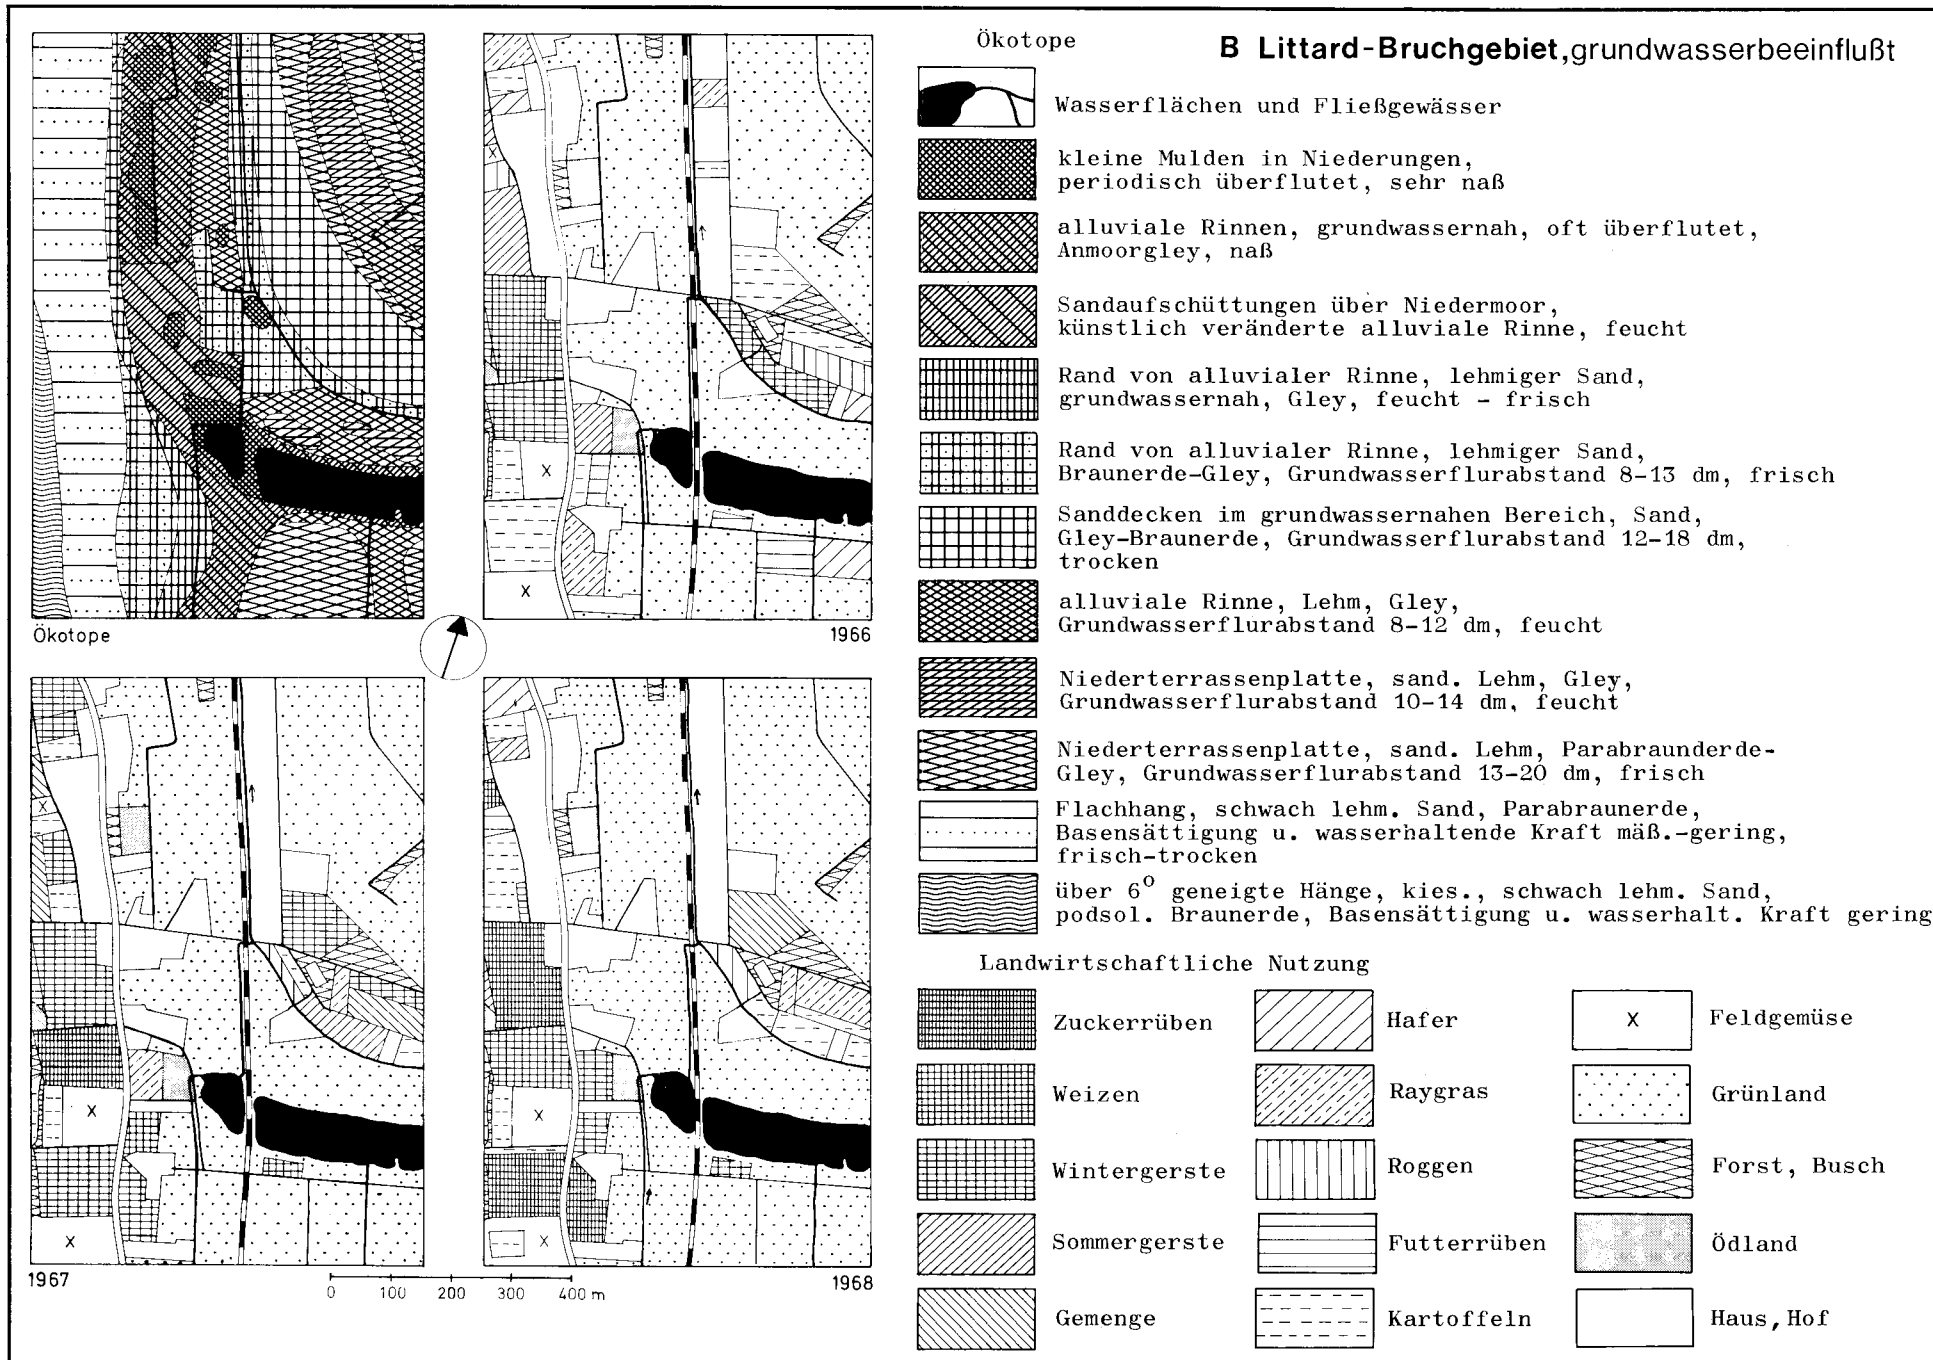 B Littard-Bruchgebiet,grundwasserbeeinflußt
Ökotope
Wasserflächen und Fließgewässer
kleine Mulden in Niederungen,
periodisch überflutet, sehr naß
alluviale Rinnen, grundwassernah, oft überflutet,
Anmoorgley, naß
Sandaufschüttungen über Niedermoor,
künstlich veränderte alluviale Rinne, feucht
Rand von alluvialer Rinne, lehmiger Sand,
grundwassernah, Gley, feucht - frisch
Rand von alluvialer Rinne, lehmiger Sand,
Braunerde-Gley, Grundwasserflurabstand 8-13 dm, frisch
Sanddecken im grundwassernahen Bereich, Sand,
Gley-Braunerde, Grundwasserflurabstand 12-18 dm,
trocken
alluviale Rinne, Lehm, Gley,
Grundwasserflurabstand 8-12 dm, feucht
Niederterrassenplatte, sand. Lehm, Gley,
Grundwasserflurabstand 10-14 dm, feucht
Niederterrassenplatte, sand. Lehm, Parabraunderde-
Gley, Grundwasserflurabstand 13-20 dm, frisch
Flachhang, schwach lehm. Sand, Parabraunerde,
Basensättigung u. wasserhaltende Kraft mäß.-gering,
frisch-trocken
über 6° geneigte Hänge, kies., schwach lehm. Sand,
podsol. Braunerde, Basensättigung u. wasserhalt. Kraft gering
Landwirtschaftliche Nutzung
Zuckerrüben
Weizen
Wintergerste
Sommergerste
Gemenge
Hafer
Raygras
Roggen
Futterrüben
Kartoffeln
X Feldgemüse
Grünland
Forst, Busch
Ödland
Haus, Hof
Ökotope
X
X
X
1966
X
X
X
1967
X
X
1968
0 100 200 300 400 m